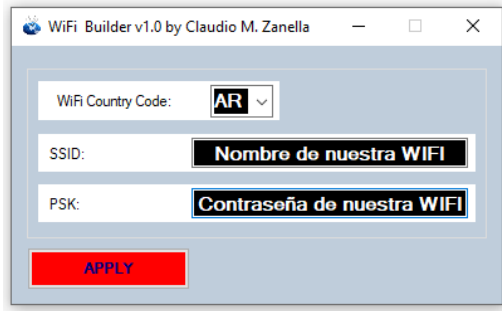 WiFi Builder v1.0 by Claudio M. Zanella
WiFi Country Code: AR
SSID: Nombre de nuestra WIFI
PSK: Contraseña de nuestra WIFI
APPLY